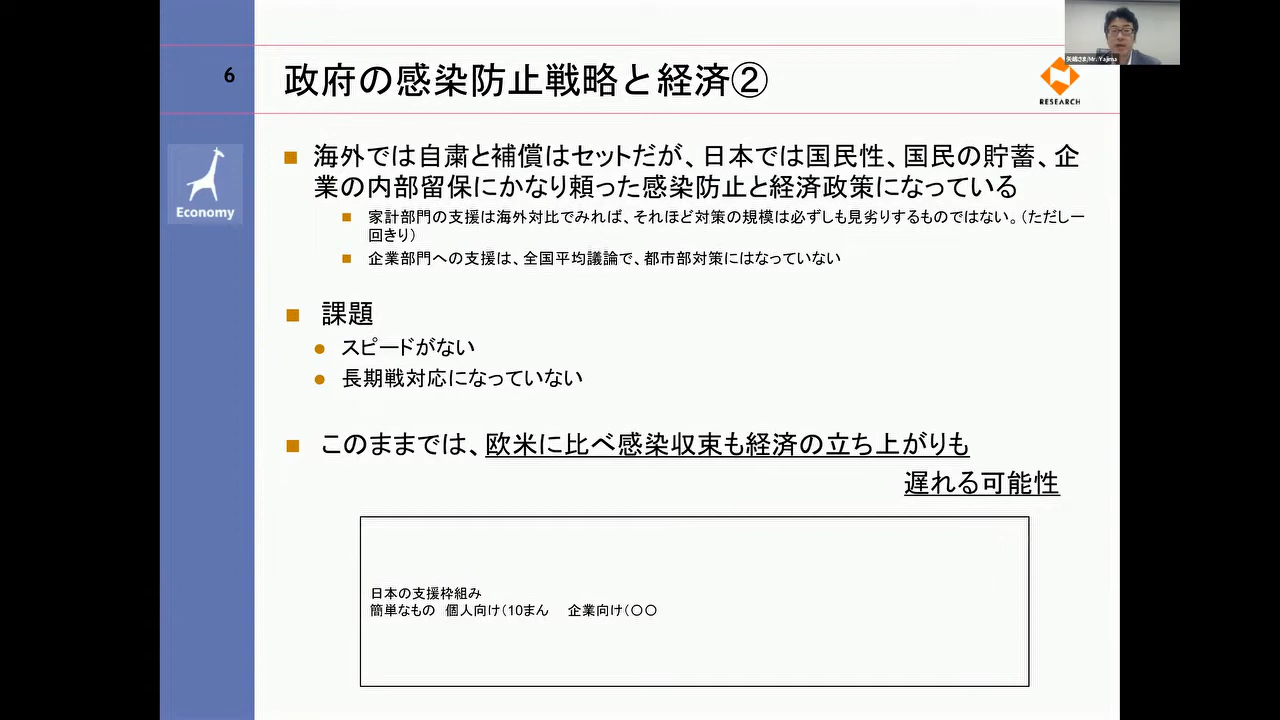 矢嶋さま/Mr. Yajima
6
政府の感染防止戦略と経済②
RESEARCH
Economy
海外では自粛と補償はセットだが、日本では国民性、国民の貯蓄、企
業の内部留保にかなり頼った感染防止と経済政策になっている
家計部門の支援は海外対比でみれば、それほど対策の規模は必ずしも見劣りするものではない。(ただし一
回きり)
企業部門への支援は、全国平均議論で、都市部対策にはなっていない
課題
スピードがない
長期戦対応になっていない
このままでは、欧米に比べ感染収束も経済の立ち上がりも
遅れる可能性
日本の支援枠組み
簡単なもの 個人向け(10まん 企業向け(〇〇